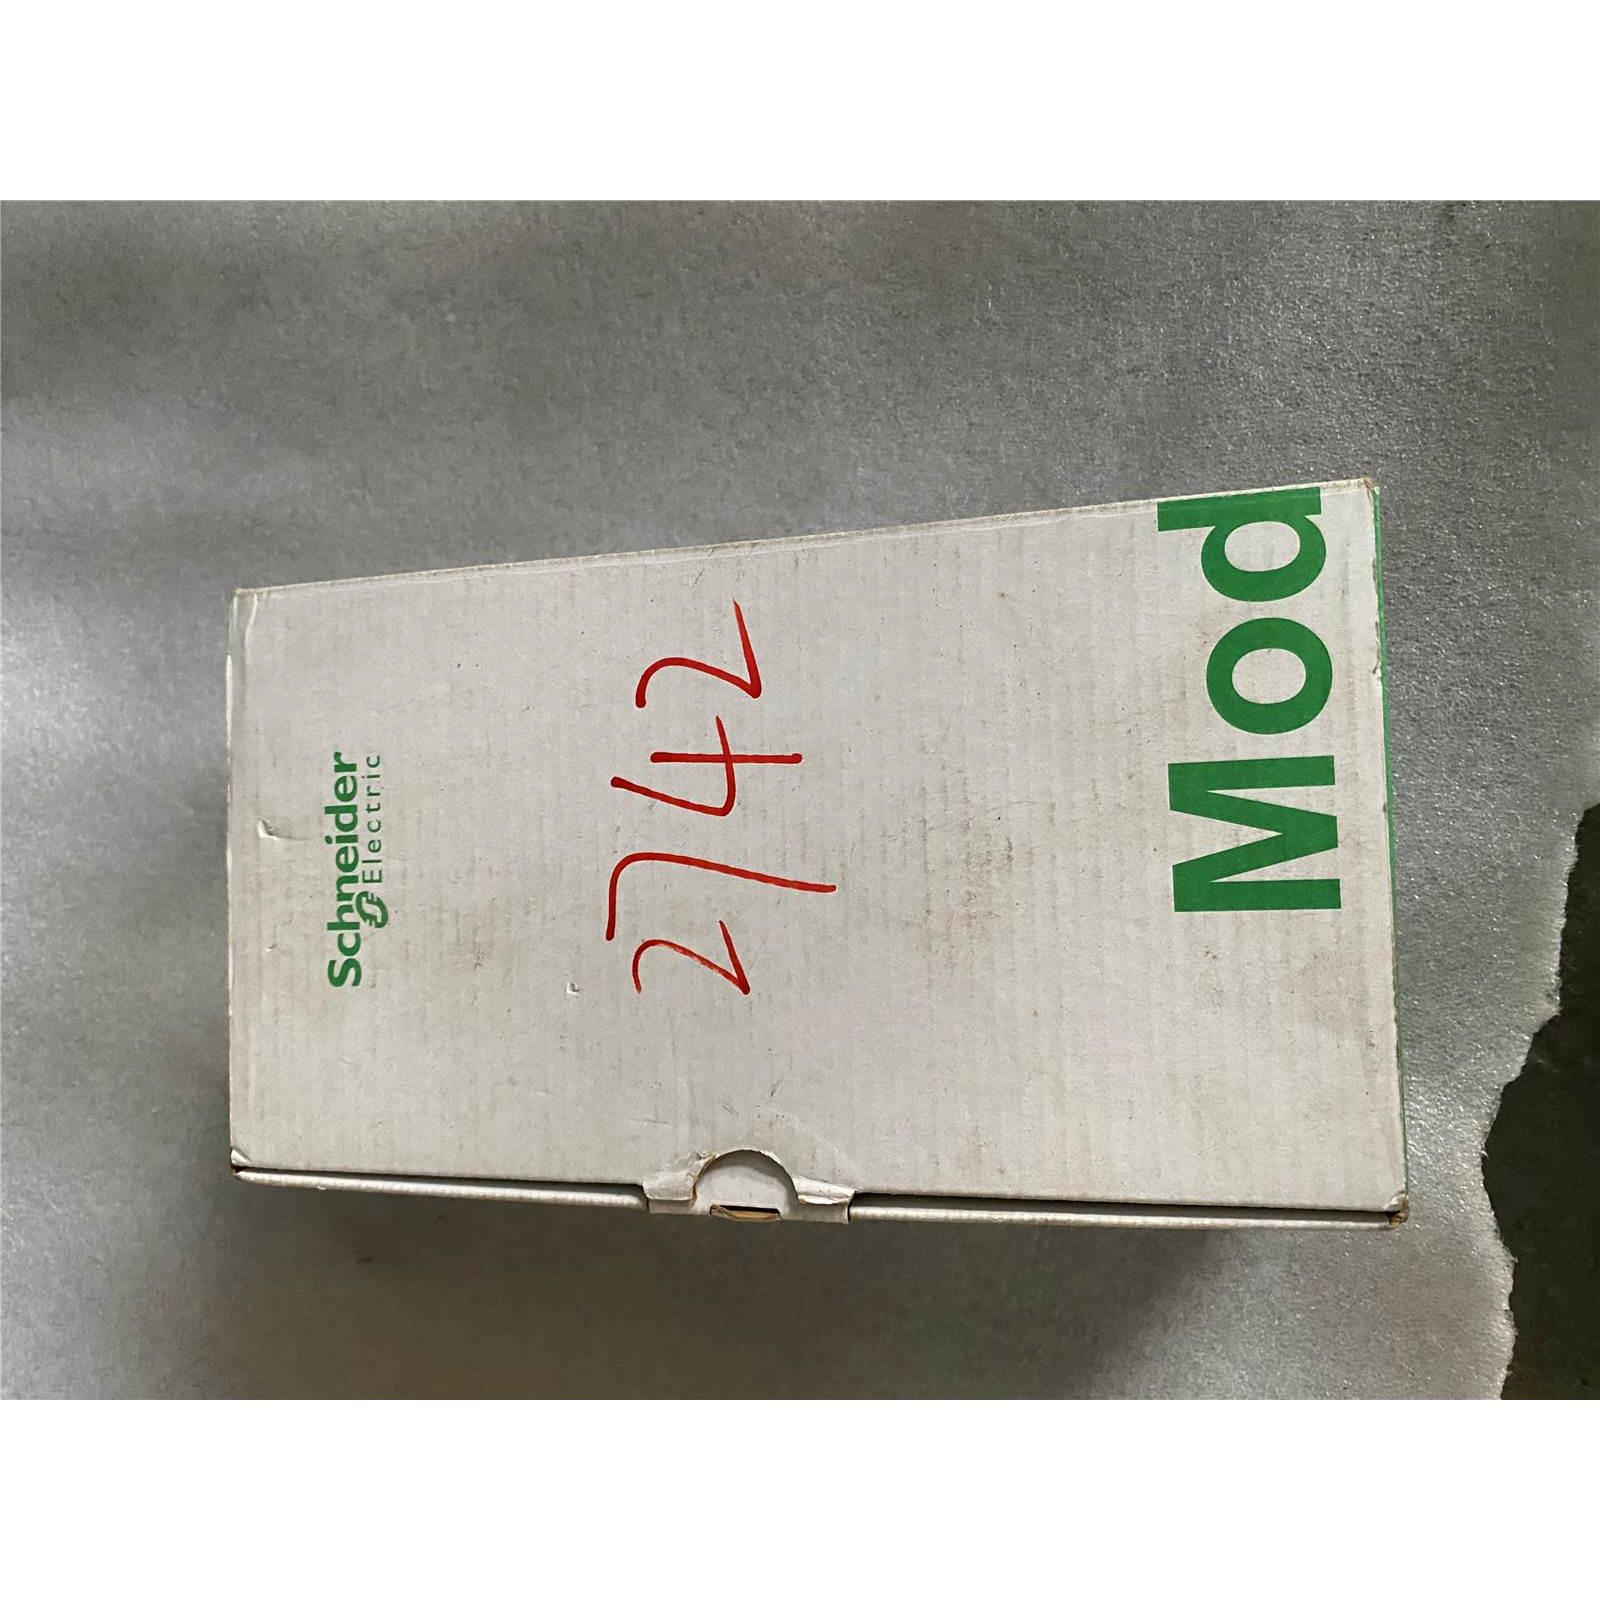 Schneider
Electric
2742
Mod